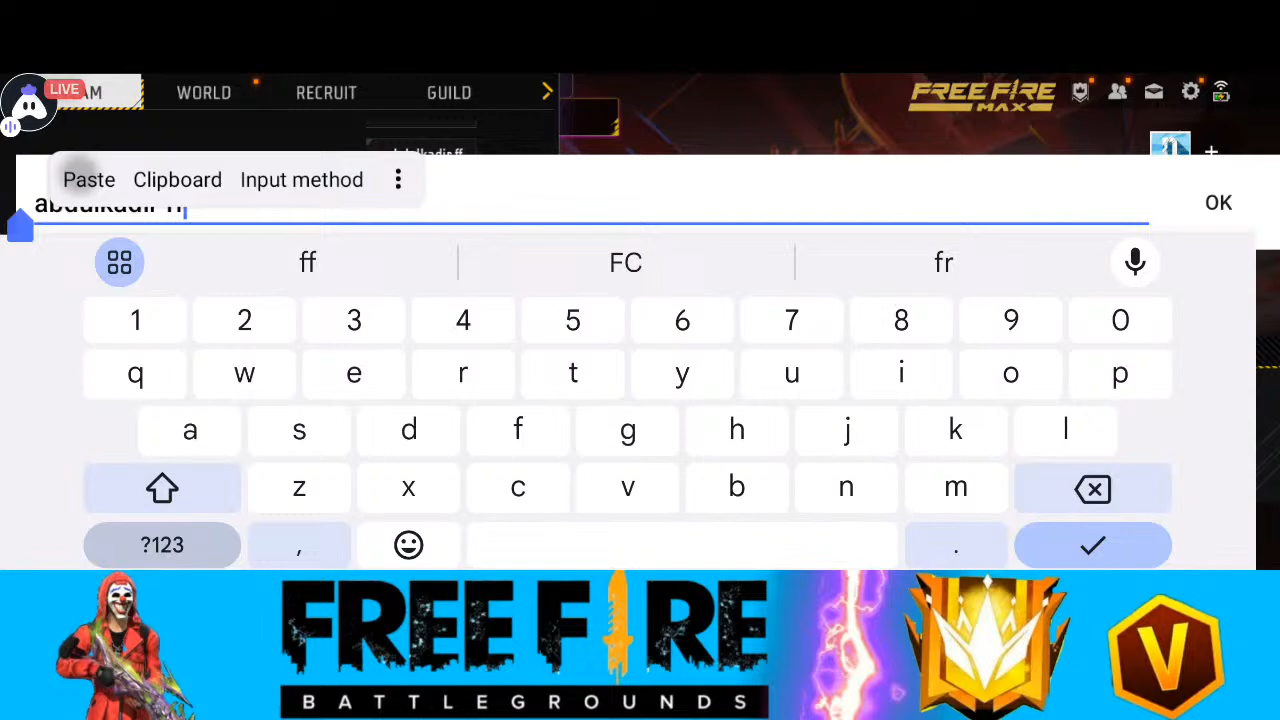 LIVE
WORLD RECRUIT GUILD
FREE FIRE
MAX
Paste Clipboard Input method
OK
ff FC fr
1 2 3 4 5 6 7 8 9 0
q w e r t y u i o p
a s d f g h j k l
z x c v b n m
?123 , .
FREE FIRE
BATTLEGROUNDS
V